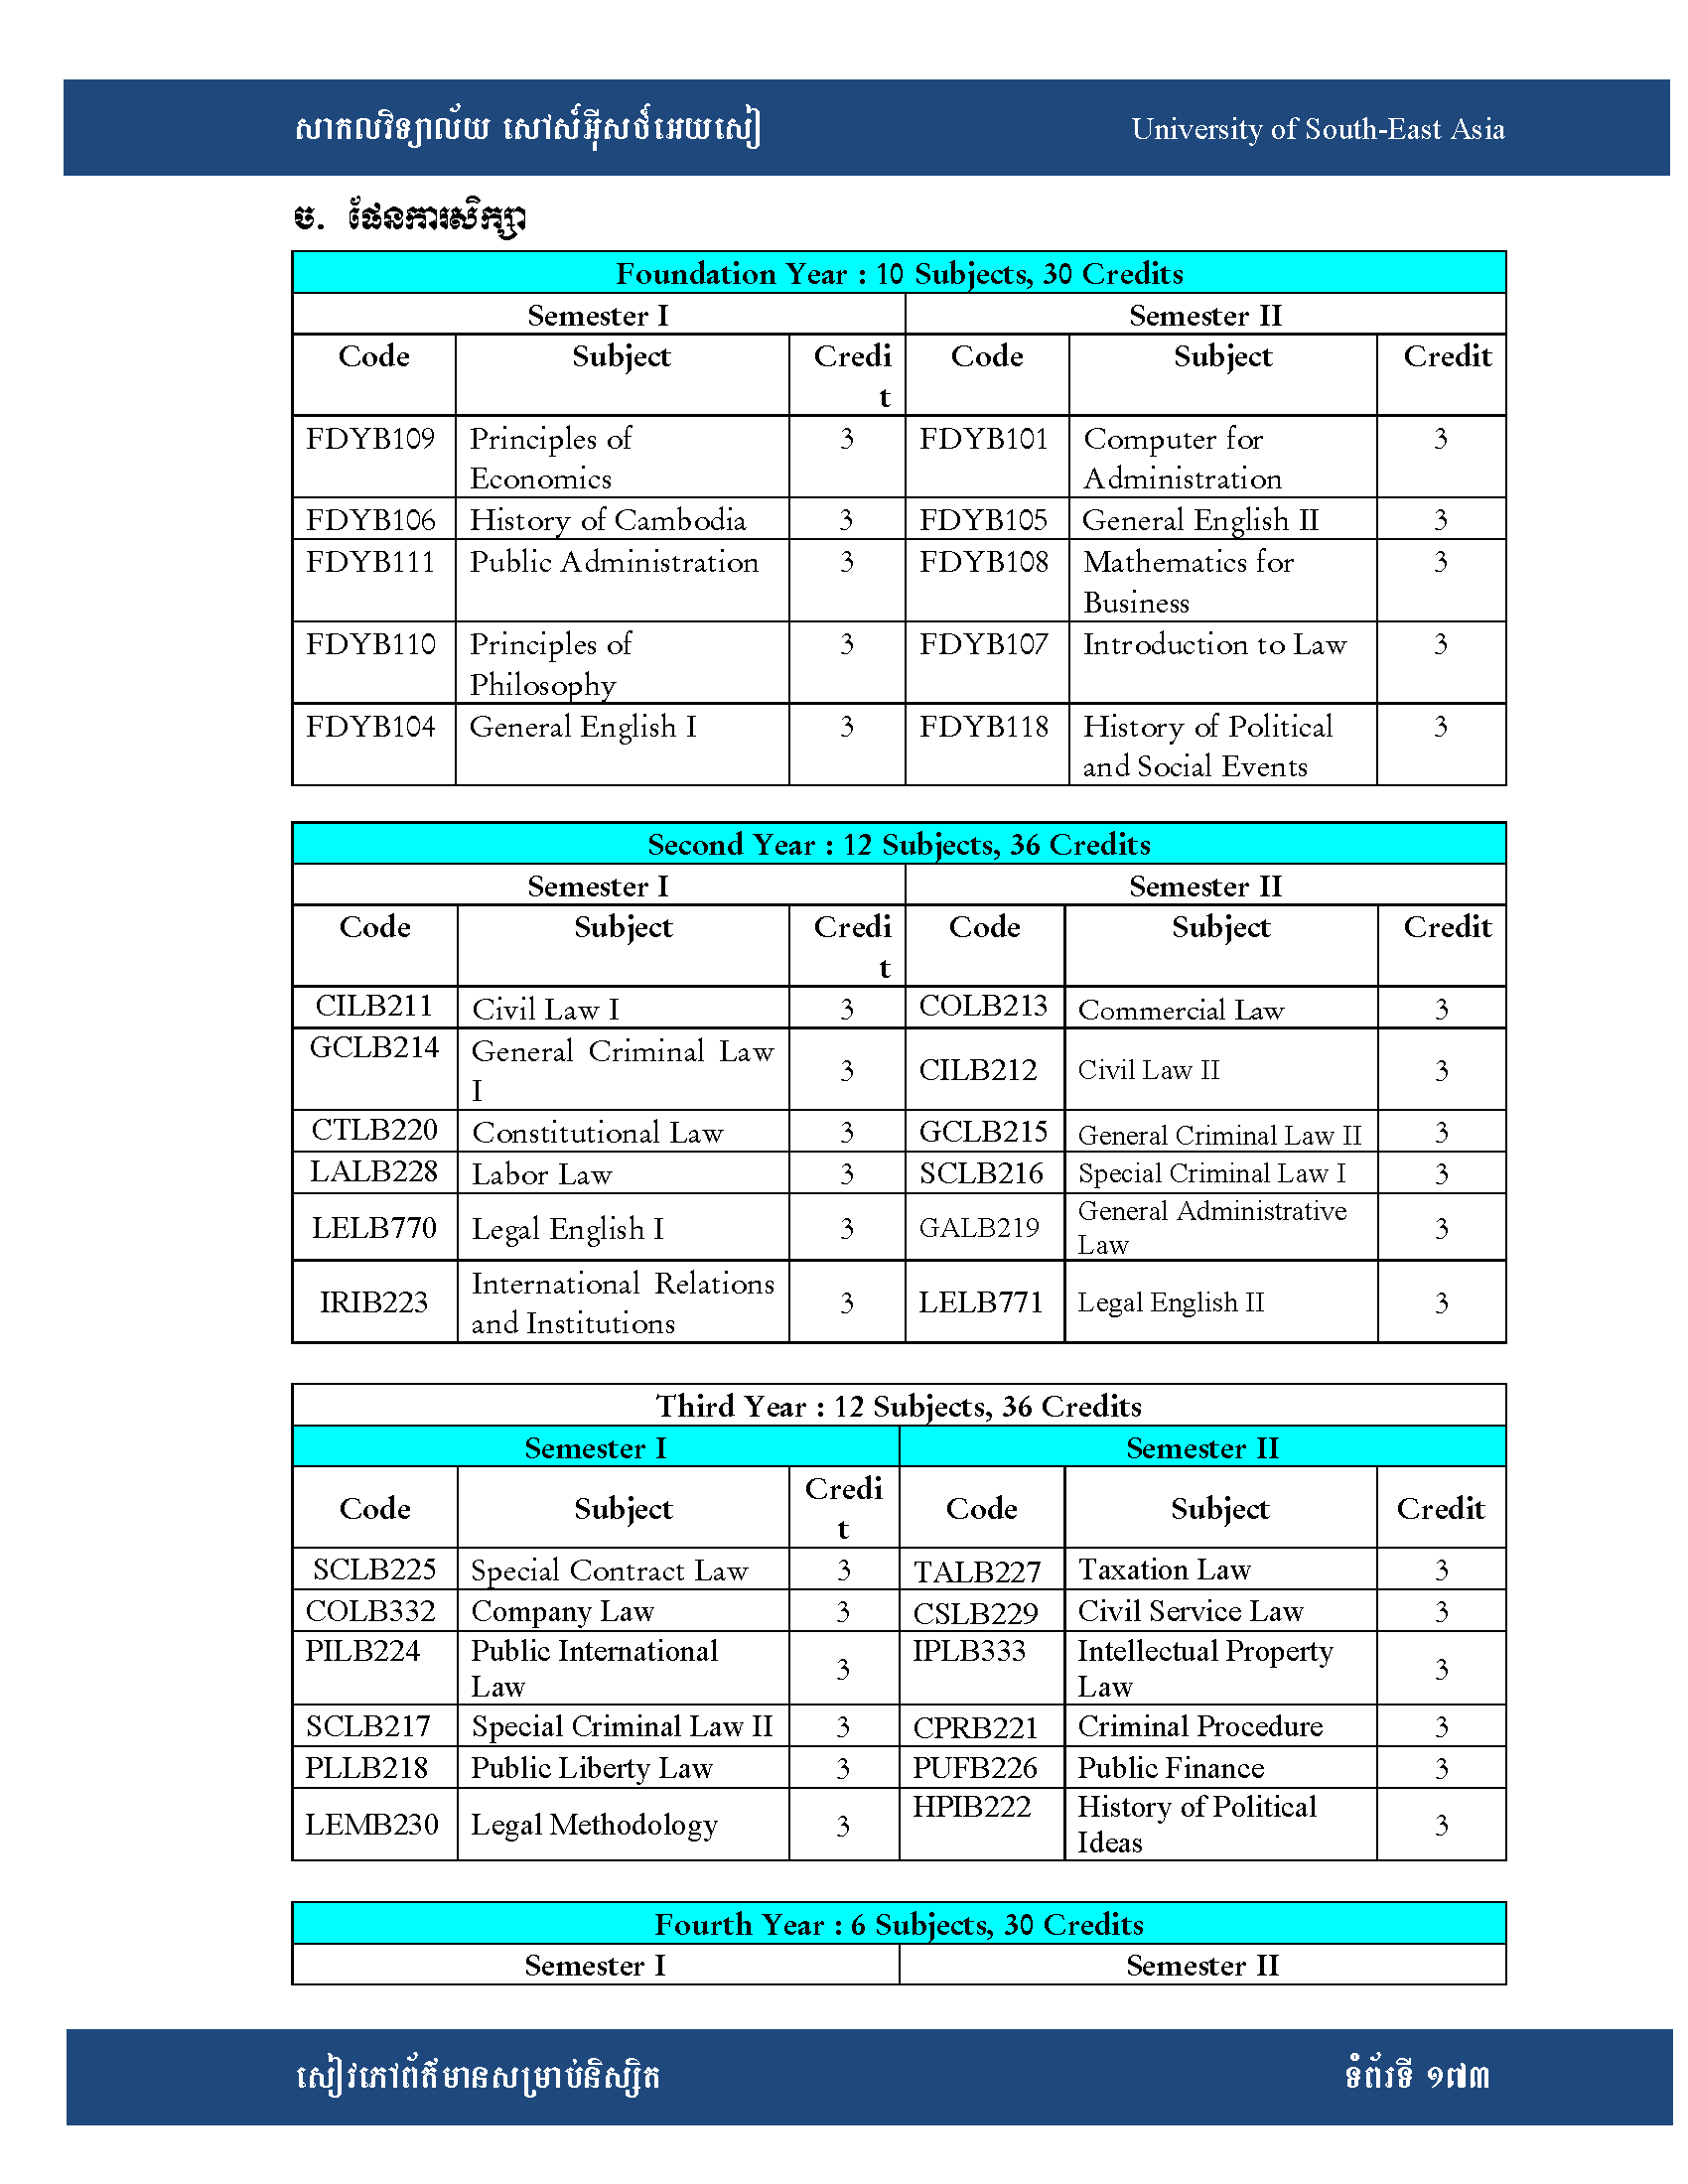 សាកលវិទ្យាល័យ សៅស៍អ៊ីសថ៍អេយសៀ University of South-East Asia
ច. ផែនការសិក្សា
Foundation Year : 10 Subjects, 30 Credits
Semester I Semester II
Code Subject Credi Code Subject Credit
t
FDYB109 Principles of 3 FDYB101 Computer for 3
Economics Administration
FDYB106 History of Cambodia 3 FDYB105 General English II 3
FDYB111 Public Administration 3 FDYB108 Mathematics for 3
Business
FDYB110 Principles of 3 FDYB107 Introduction to Law 3
Philosophy
FDYB104 General English I 3 FDYB118 History of Political 3
and Social Events
Second Year : 12 Subjects, 36 Credits
Semester I Semester II
Code Subject Credi Code Subject Credit
t
CILB211 Civil Law I 3 COLB213 Commercial Law 3
GCLB214 General Criminal Law 3 CILB212 Civil Law II 3
I
CTLB220 Constitutional Law 3 GCLB215 General Criminal Law II 3
LALB228 Labor Law 3 SCLB216 Special Criminal Law I 3
LELB770 Legal English I 3 GALB219 General Administrative 3
Law
IRIB223 International Relations 3 LELB771 Legal English II 3
and Institutions
Third Year : 12 Subjects, 36 Credits
Semester I Semester II
Code Subject Credi Code Subject Credit
t
SCLB225 Special Contract Law 3 TALB227 Taxation Law 3
COLB332 Company Law 3 CSLB229 Civil Service Law 3
PILB224 Public International 3 IPLB333 Intellectual Property 3
Law Law
SCLB217 Special Criminal Law II 3 CPRB221 Criminal Procedure 3
PLLB218 Public Liberty Law 3 PUFB226 Public Finance 3
LEMB230 Legal Methodology 3 HPIB222 History of Political 3
Ideas
Fourth Year : 6 Subjects, 30 Credits
Semester I Semester II
សៀវភៅព័ត៌មានសម្រាប់និស្សិត ទំព័រទី ១៧៣